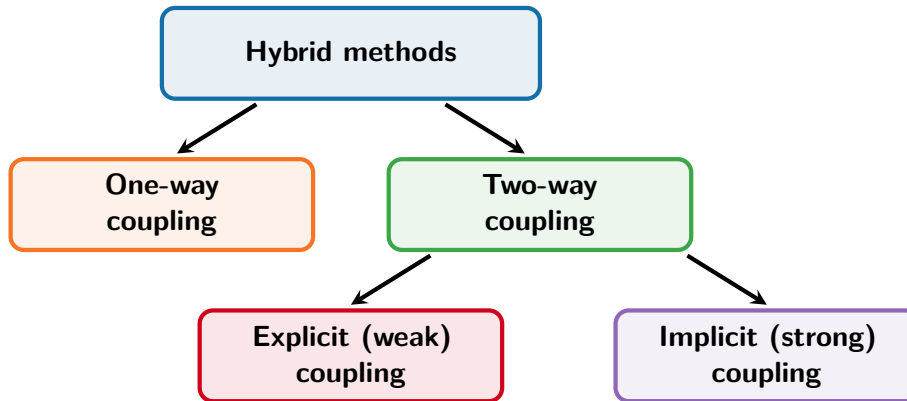 Hybrid methods
One-way
coupling
Two-way
coupling
Explicit (weak)
coupling
Implicit (strong)
coupling